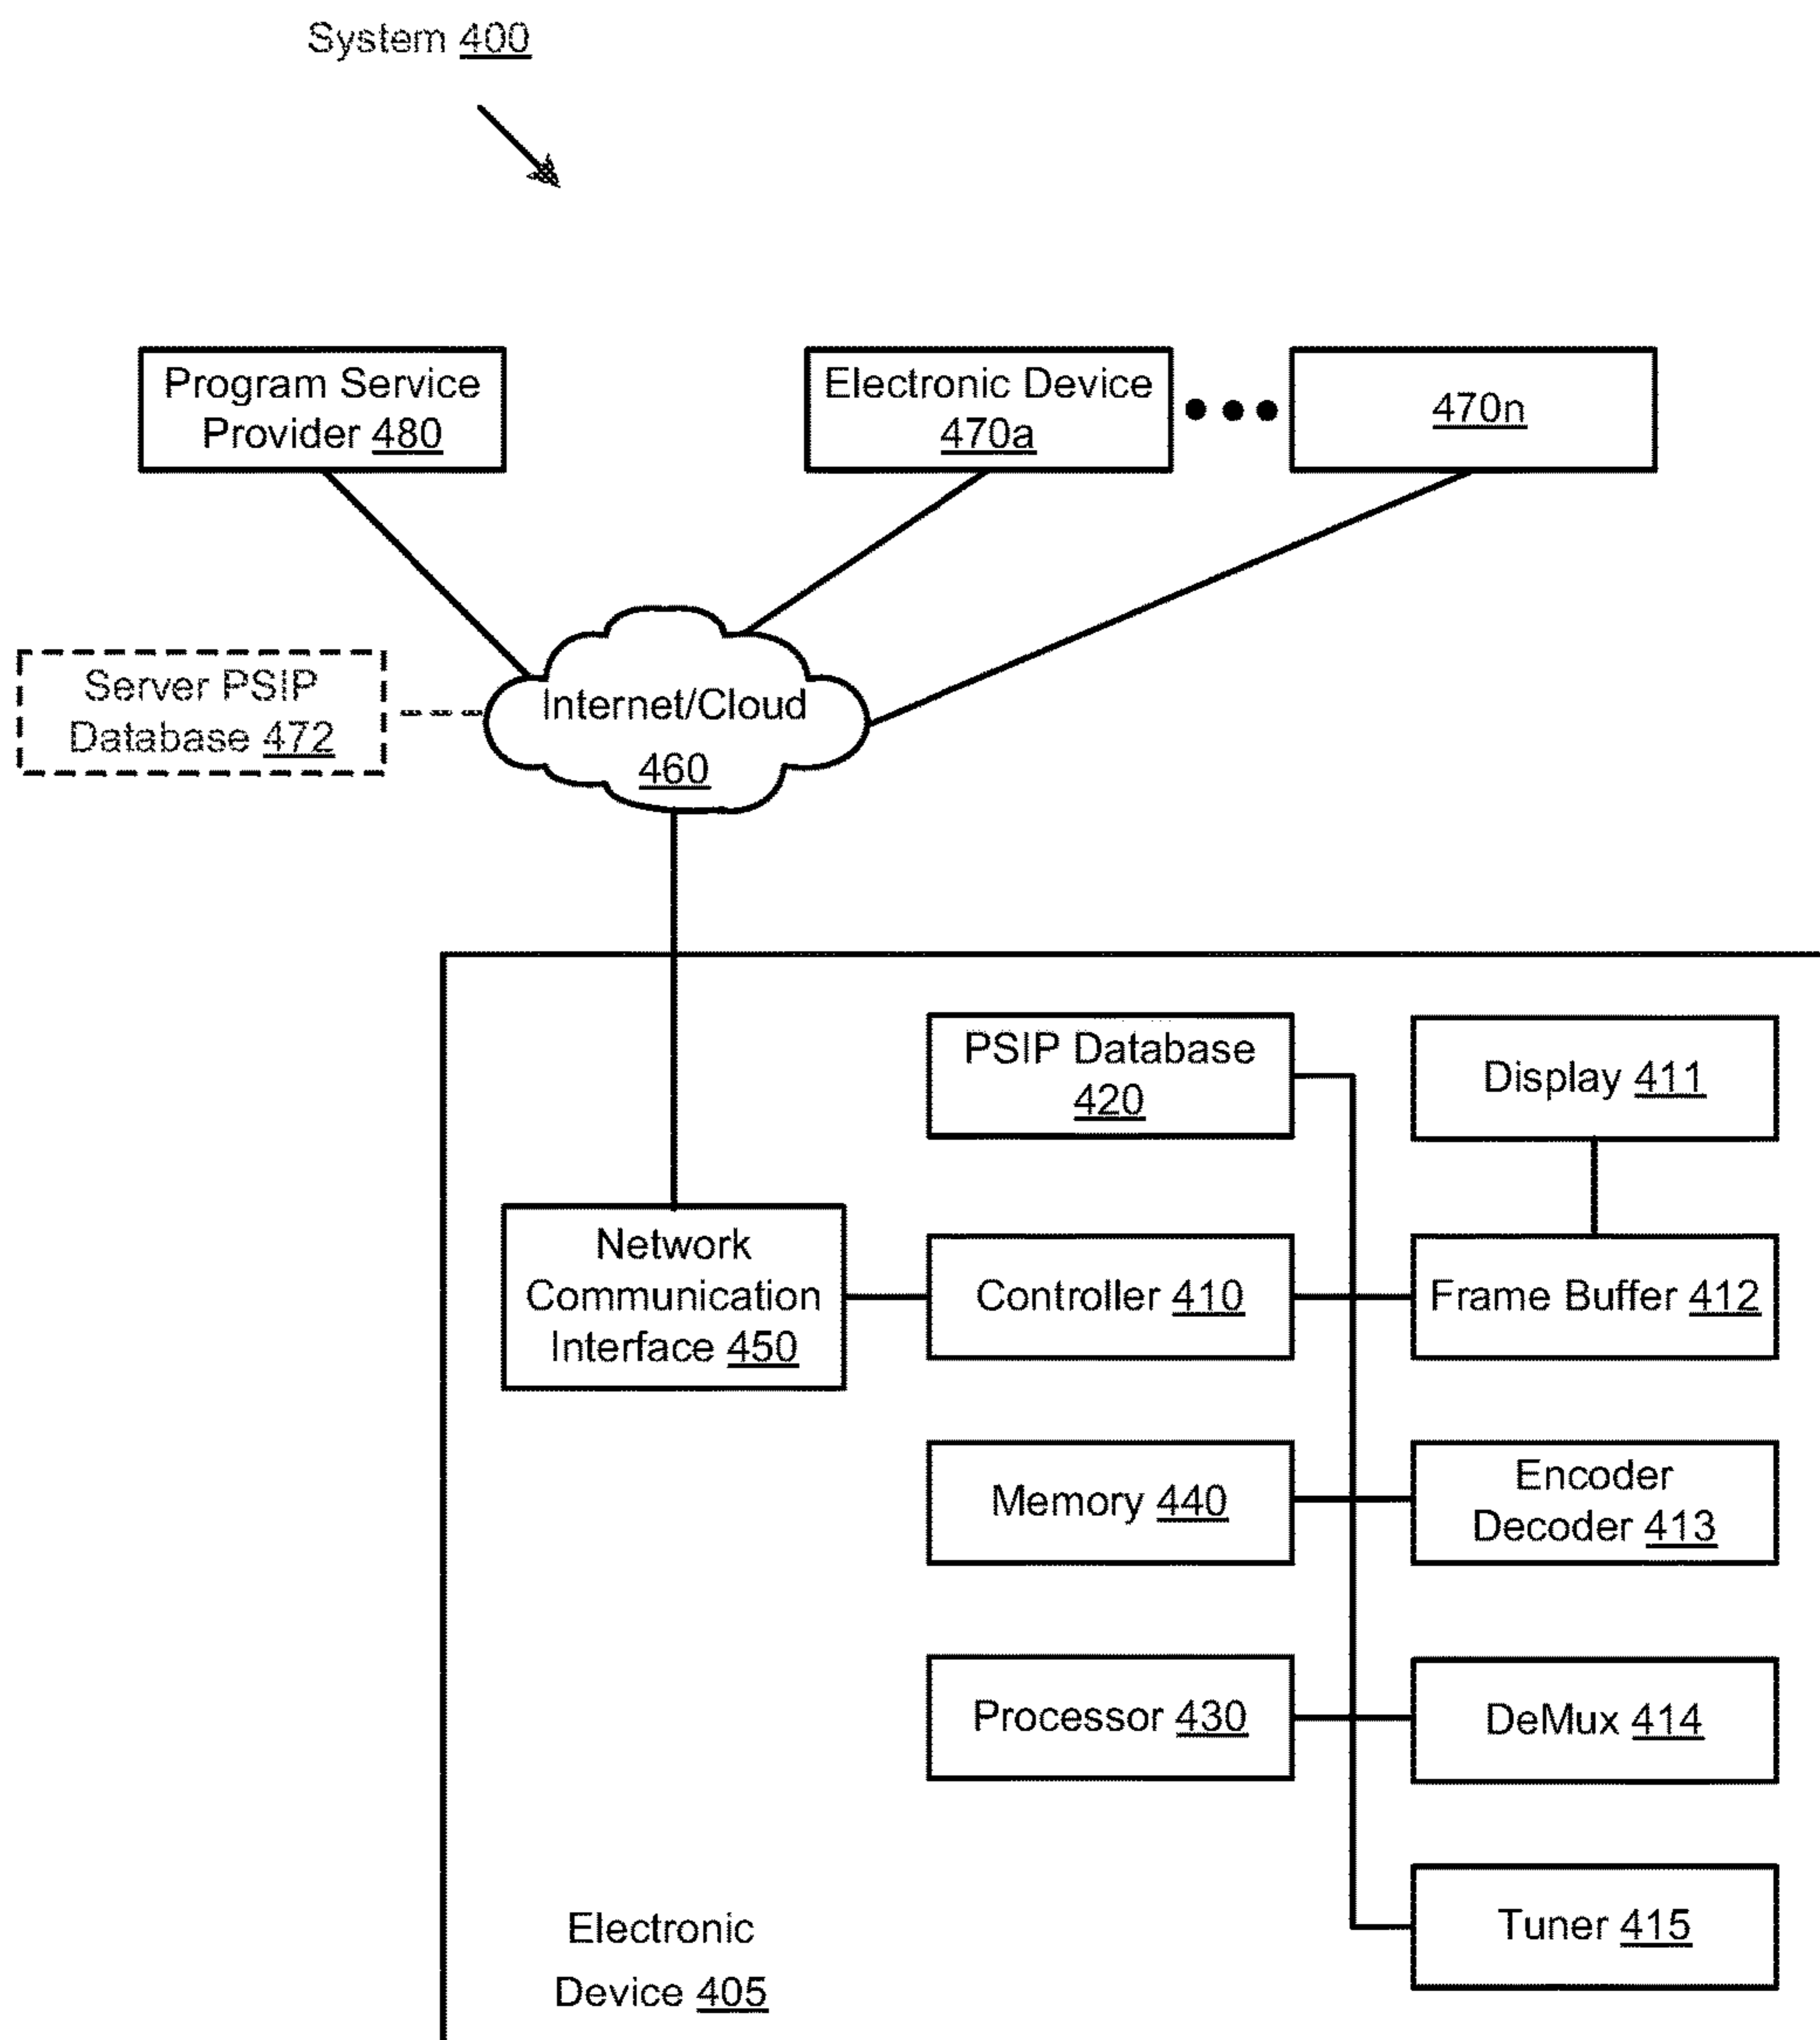 System 400
Program Service
Provider 480
Electronic Device
470a
470n
Server PSIP
Database 472
Internet/Cloud
460
PSIP Database
420
Display 411
Network
Communication
Interface 450
Controller 410
Frame Buffer 412
Memory 440
Encoder
Decoder 413
Processor 430
DeMux 414
Tuner 415
Electronic
Device 405